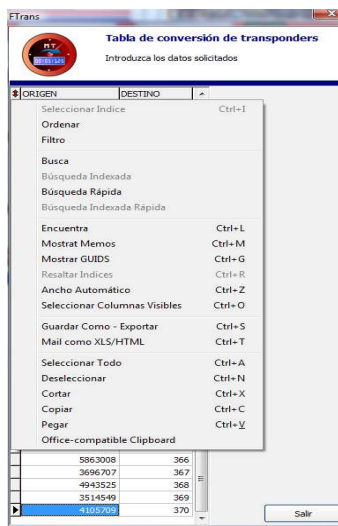 FTrans
Tabla de conversión de transponders
Introduzca los datos solicitados
MT
ORIGEN DESTINO
Seleccionar Indice Ctrl+I
Ordenar
Filtro
Busca
Búsqueda Indexada
Búsqueda Rápida
Búsqueda Indexada Rápida
Encuentra Ctrl+L
Mostrat Memos Ctrl+M
Mostrar GUIDS Ctrl+G
Resaltar Indices Ctrl+R
Ancho Automático Ctrl+Z
Seleccionar Columnas Visibles Ctrl+O
Guardar Como - Exportar Ctrl+S
Mail como XLS/HTML Ctrl+T
Seleccionar Todo Ctrl+A
Deseleccionar Ctrl+N
Cortar Ctrl+X
Copiar Ctrl+C
Pegar Ctrl+V
Office-compatible Clipboard
5863008 366
3696707 367
4943525 368
3514549 369
4105709 370
Salir